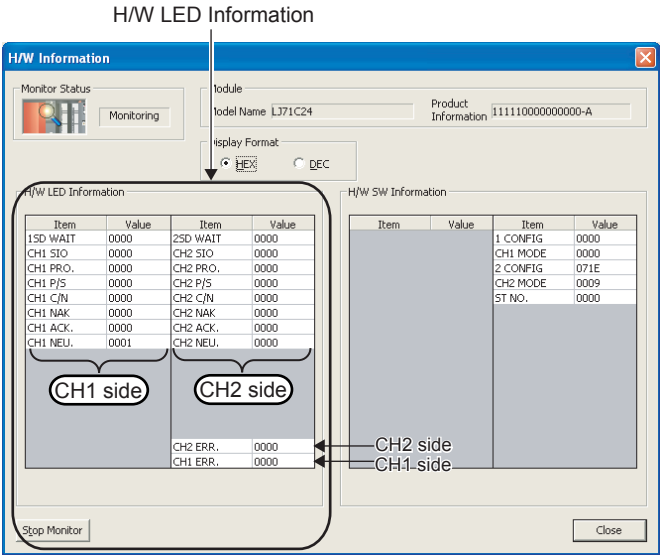 H/W LED Information
H/W Information
Monitor Status
Monitoring
Module
Model Name LJ71C24
Product
Information 111110000000000-A
Display Format
HEX DEC
H/W LED Information
Item Value Item Value
1SD WAIT 0000 2SD WAIT 0000
CH1 SIO 0000 CH2 SIO 0000
CH1 PRO. 0000 CH2 PRO. 0000
CH1 P/S 0000 CH2 P/S 0000
CH1 C/N 0000 CH2 C/N 0000
CH1 NAK 0000 CH2 NAK 0000
CH1 ACK. 0000 CH2 ACK. 0000
CH1 NEU. 0001 CH2 NEU. 0000
CH1 side CH2 side
CH2 ERR. 0000 CH2 side
CH1 ERR. 0000 CH1 side
H/W SW Information
Item Value Item Value
1 CONFIG 0000
CH1 MODE 0000
2 CONFIG 071E
CH2 MODE 0009
ST NO. 0000
Stop Monitor
Close